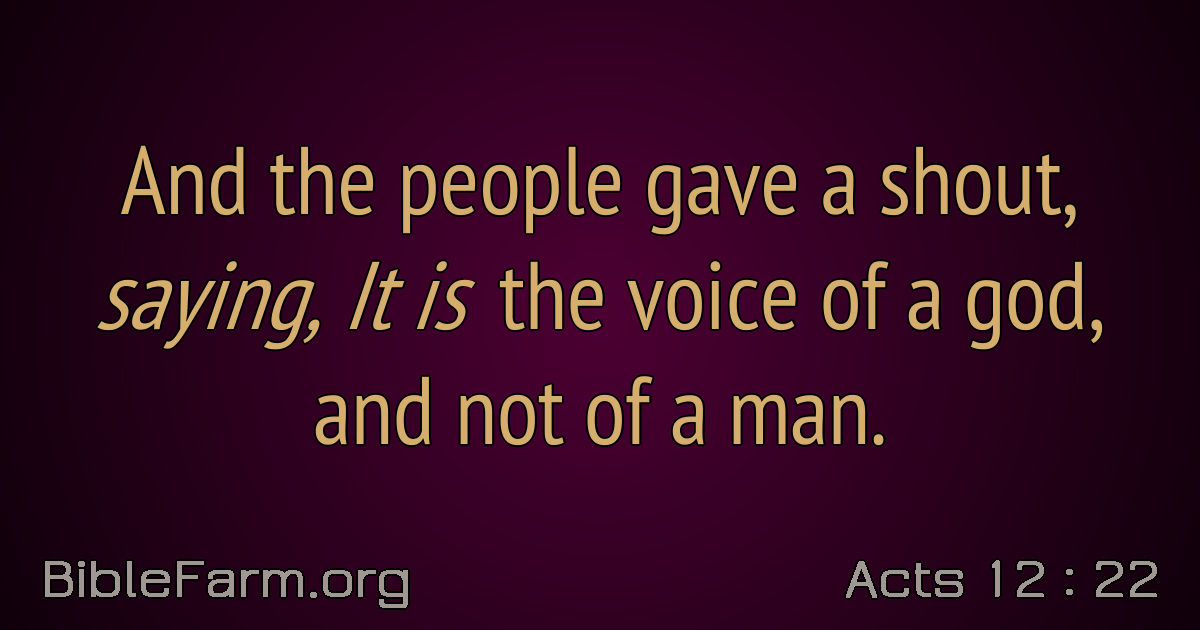 And the people gave a shout,
saying, It is the voice of a god,
and not of a man.
BibleFarm.org
Acts 12 : 22